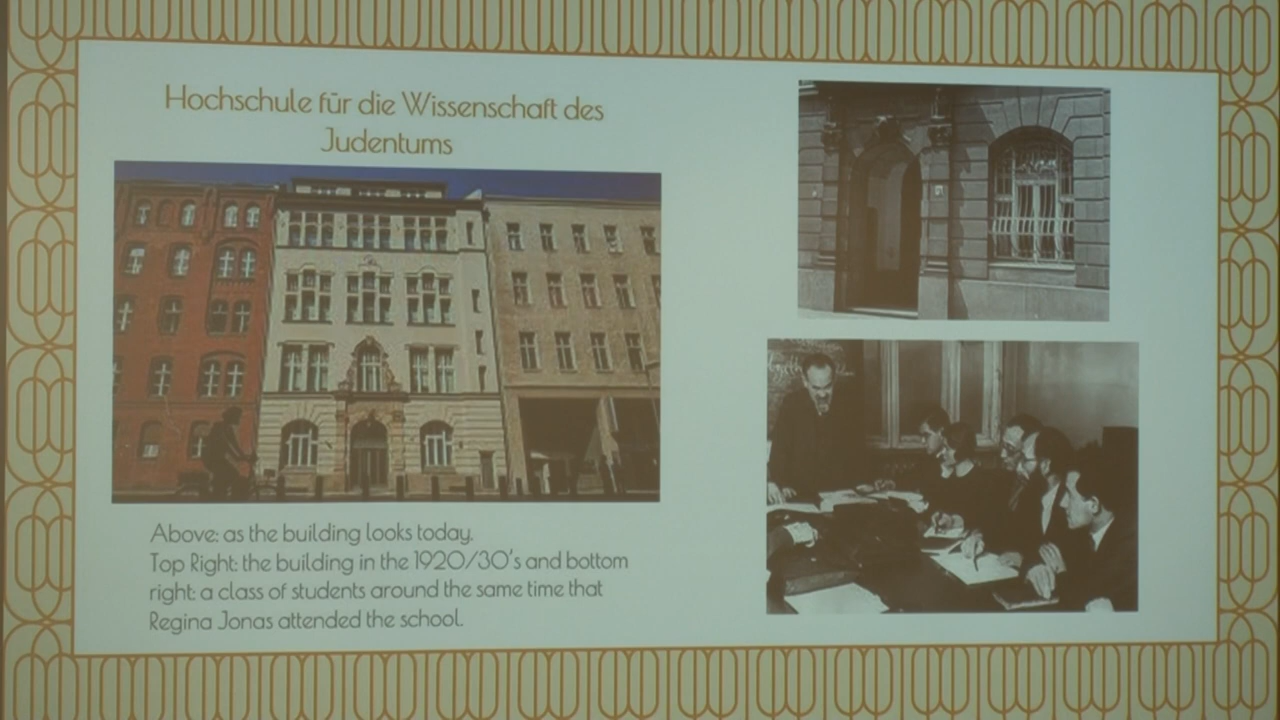 Hochschule für die Wissenschaft des
Judentums
Above: as the building looks today.
Top Right: the building in the 1920/30's and bottom
right: a class of students around the same time that
Regina Jonas attended the school.